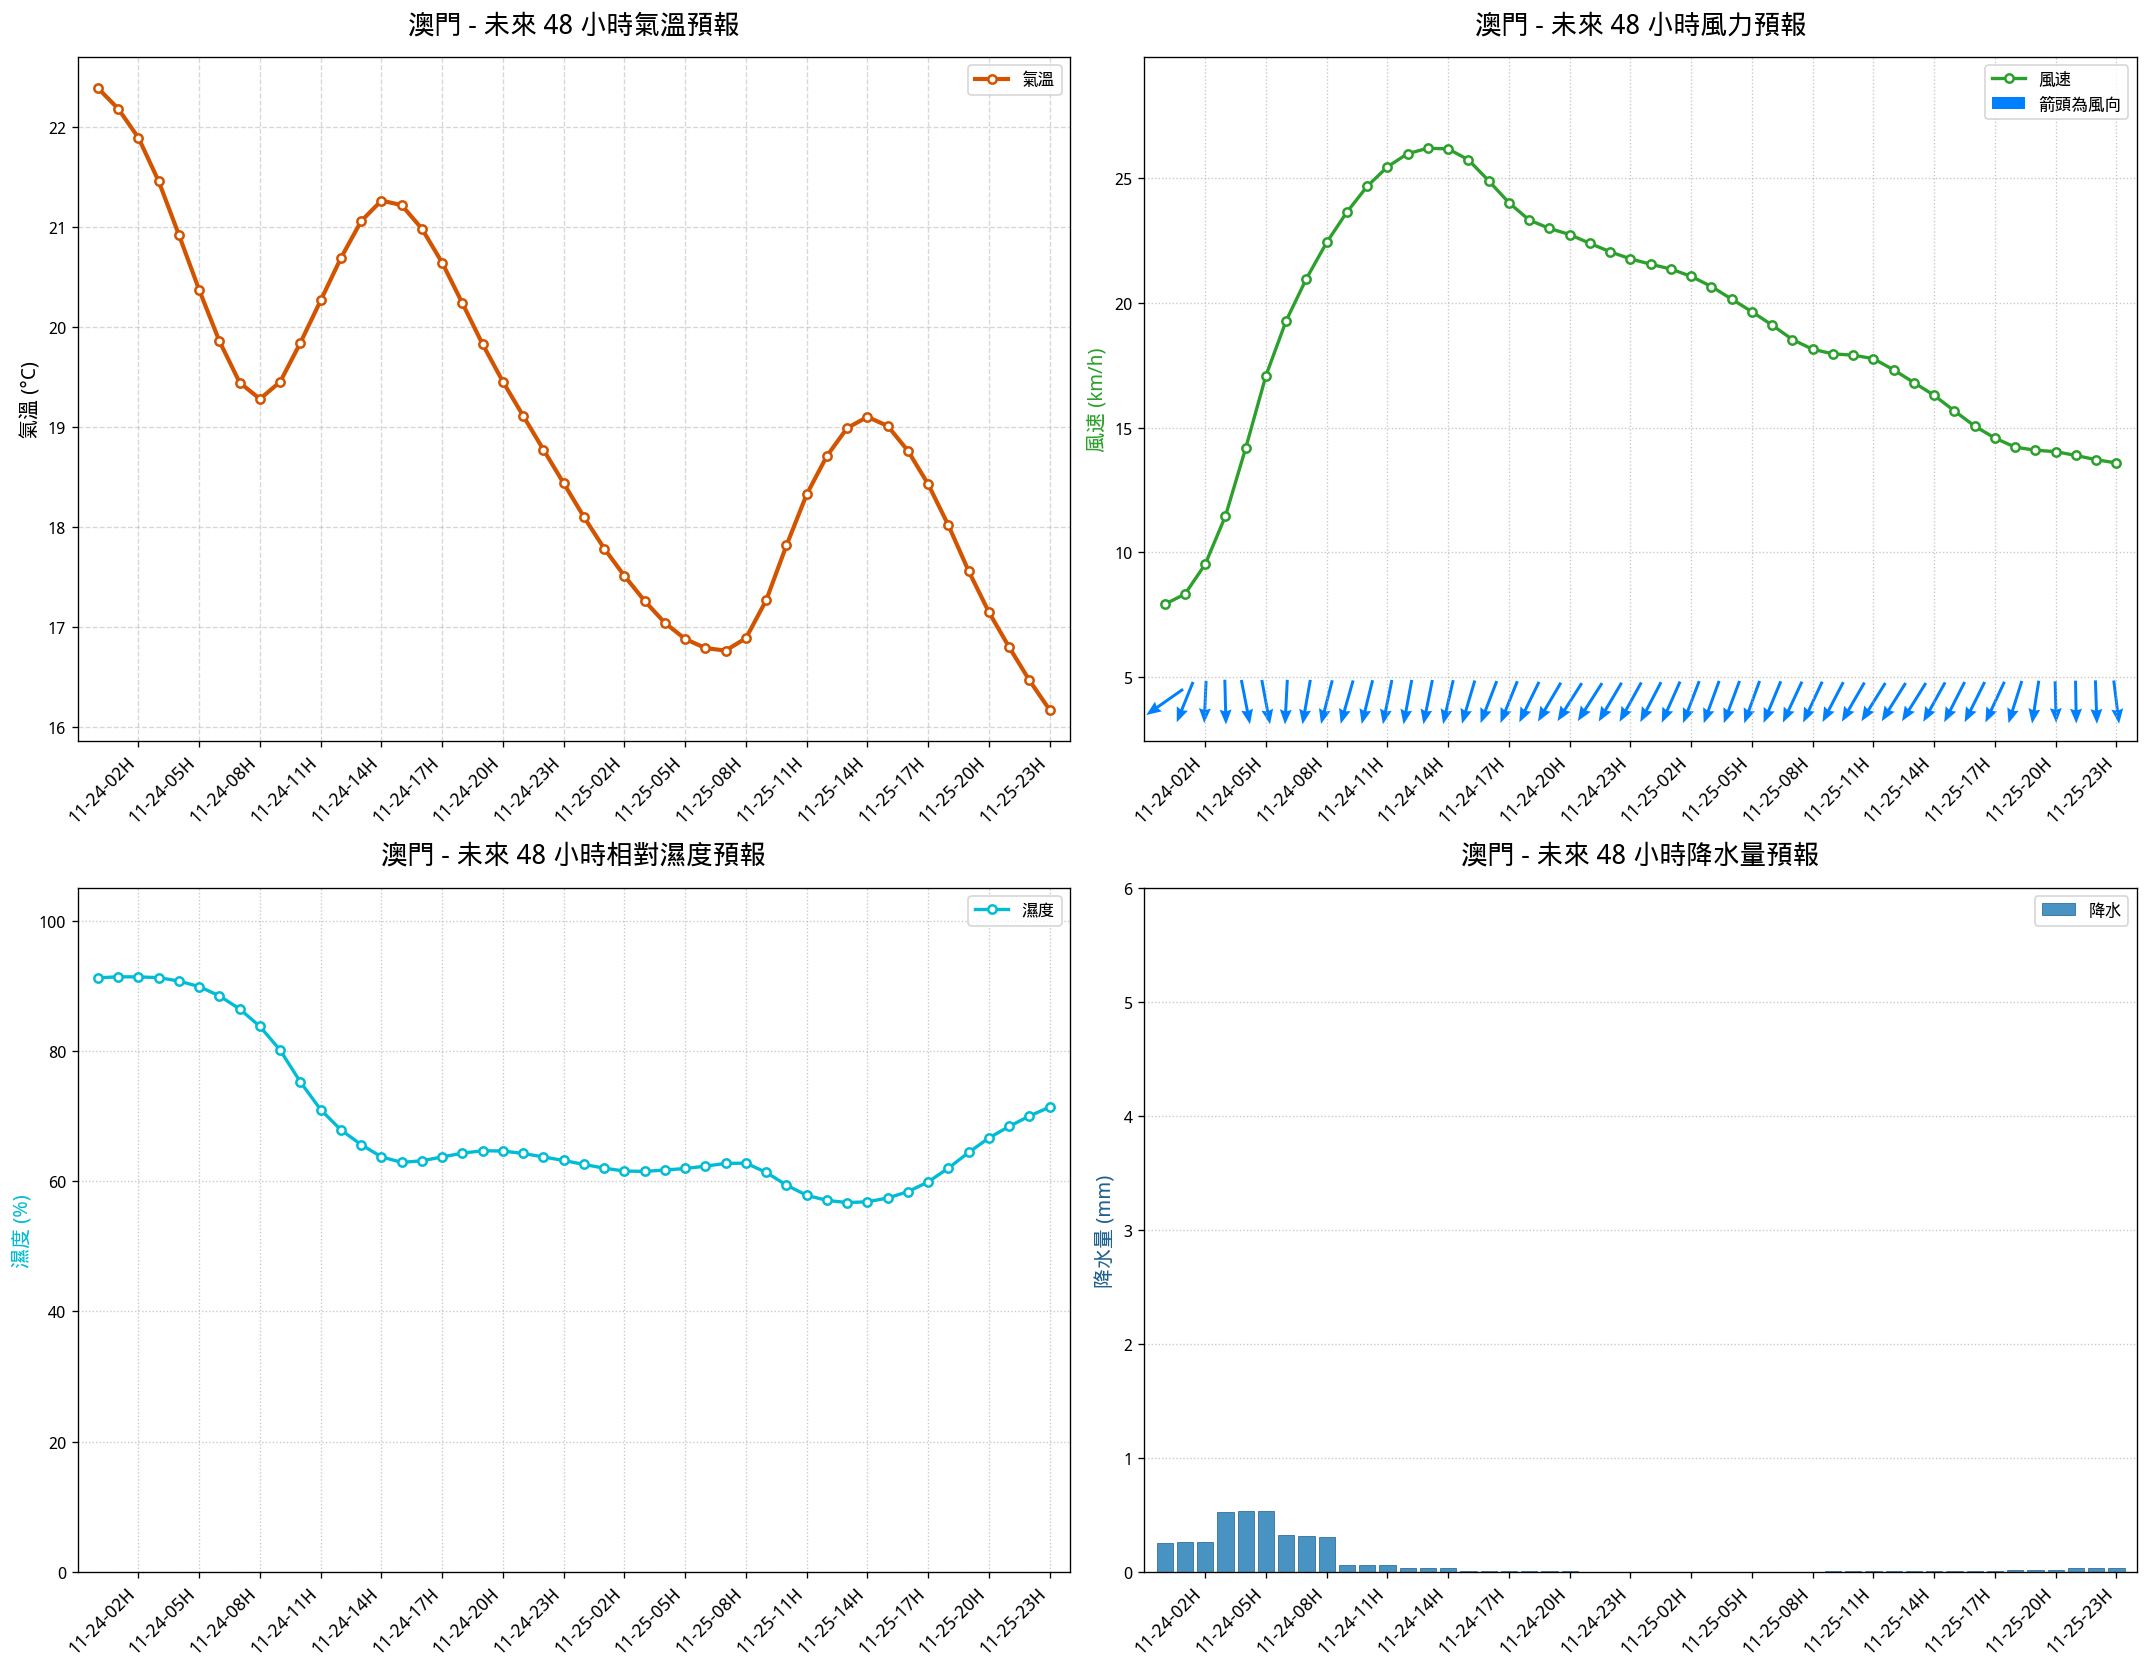 澳門 - 未來 48 小時氣溫預報
氣溫
氣溫 (°C)
22
21
20
19
18
17
16
11-24-02H
11-24-05H
11-24-08H
11-24-11H
11-24-14H
11-24-17H
11-24-20H
11-24-23H
11-25-02H
11-25-05H
11-25-08H
11-25-11H
11-25-14H
11-25-17H
11-25-20H
11-25-23H
澳門 - 未來 48 小時風力預報
風速
箭頭為風向
風速 (km/h)
25
20
15
10
5
11-24-02H
11-24-05H
11-24-08H
11-24-11H
11-24-14H
11-24-17H
11-24-20H
11-24-23H
11-25-02H
11-25-05H
11-25-08H
11-25-11H
11-25-14H
11-25-17H
11-25-20H
11-25-23H
澳門 - 未來 48 小時相對濕度預報
濕度
濕度 (%)
100
80
60
40
20
0
11-24-02H
11-24-05H
11-24-08H
11-24-11H
11-24-14H
11-24-17H
11-24-20H
11-24-23H
11-25-02H
11-25-05H
11-25-08H
11-25-11H
11-25-14H
11-25-17H
11-25-20H
11-25-23H
澳門 - 未來 48 小時降水量預報
降水
降水量 (mm)
6
5
4
3
2
1
0
11-24-02H
11-24-05H
11-24-08H
11-24-11H
11-24-14H
11-24-17H
11-24-20H
11-24-23H
11-25-02H
11-25-05H
11-25-08H
11-25-11H
11-25-14H
11-25-17H
11-25-20H
11-25-23H